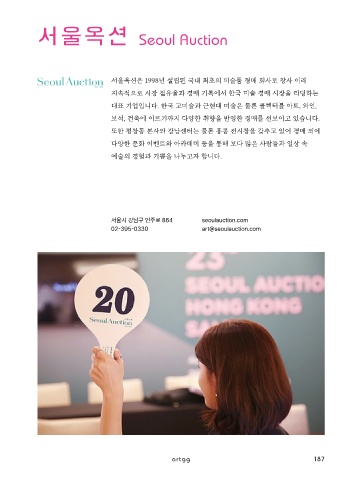 서울옥션 Seoul Auction
Seoul Auction
서울옥션은 1998년 설립된 국내 최초의 미술품 경매 회사로 창사 이래
지속적으로 시장 점유율과 경매 기록에서 한국 미술 경매 시장을 리딩하는
대표 기업입니다. 한국 고미술과 근현대 미술은 물론 블랙티를 아트, 와인,
보석, 건축에 이르기까지 다양한 취향을 반영한 경매를 선보이고 있습니다.
또한 평창동 본사와 강남센터는 물론 홍콩 전시장을 갖추고 있어 경매 외에
다양한 문화 이벤트와 아카데미 등을 통해 보다 많은 사람들과 일상 속
예술의 경험과 기쁨을 나누고자 합니다.
서울시 강남구 언주로 864
02-395-0330
seoulauction.com
art@seoulauction.com
20
Seoul Auction
23
SEOUL AUCTIO
HONG KONG
SA
artgg
187